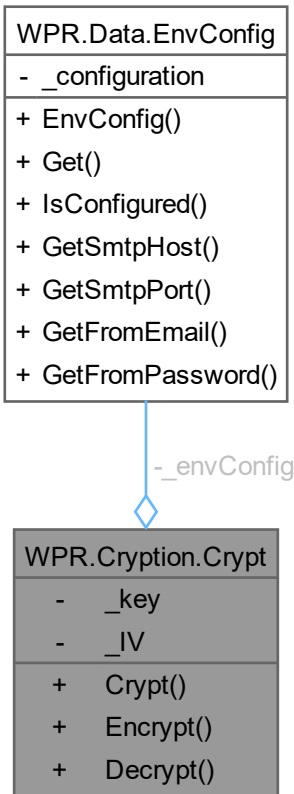 WPR.Data.EnvConfig
- _configuration
+ EnvConfig()
+ Get()
+ IsConfigured()
+ GetSmtpHost()
+ GetSmtpPort()
+ GetFromEmail()
+ GetFromPassword()
-_envConfig
WPR.Cryption.Crypt
- _key
- _IV
+ Crypt()
+ Encrypt()
+ Decrypt()